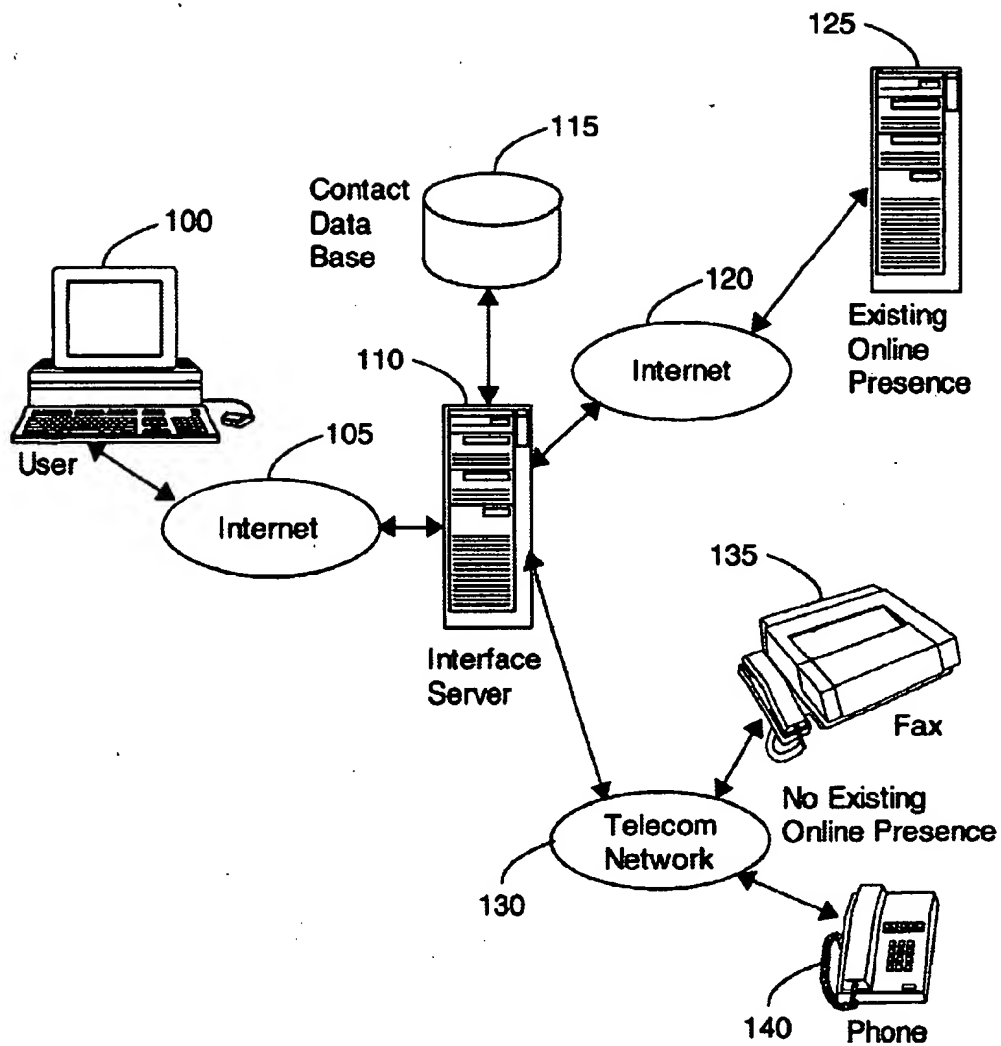 125
115
Contact
Data
Base
100
120
Existing
Online
Presence
110
Internet
User
105
Internet
135
Interface
Server
Fax
No Existing
Online Presence
Telecom
Network
130
140
Phone